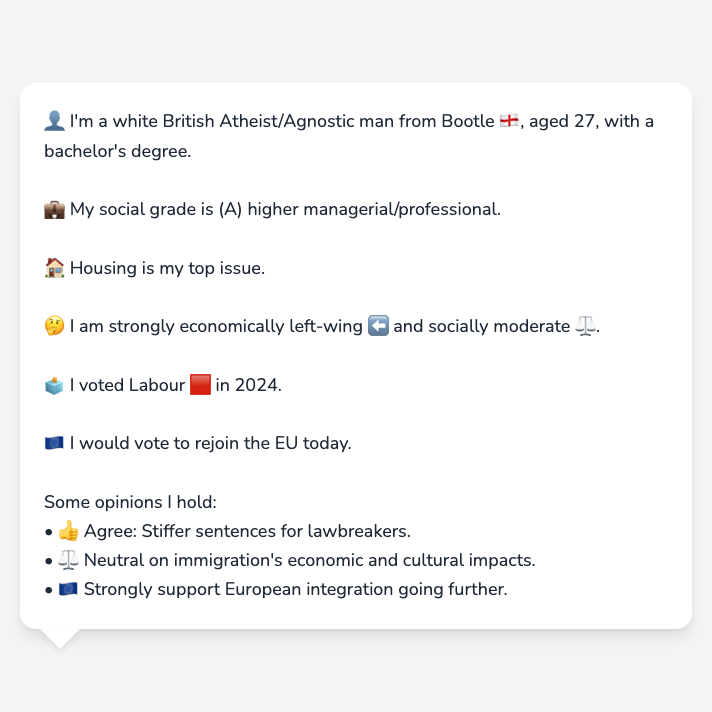 👤 I'm a white British Atheist/Agnostic man from Bootle 🏴󠁧󠁢󠁥󠁮󠁧󠁿, aged 27, with a
bachelor's degree.
💼 My social grade is (A) higher managerial/professional.
🏠 Housing is my top issue.
🤔 I am strongly economically left-wing ⬅️ and socially moderate ⚖️.
🗳️ I voted Labour 🟥 in 2024.
🇪🇺 I would vote to rejoin the EU today.
Some opinions I hold:
• 👍 Agree: Stiffer sentences for lawbreakers.
• ⚖️ Neutral on immigration's economic and cultural impacts.
• 🇪🇺 Strongly support European integration going further.